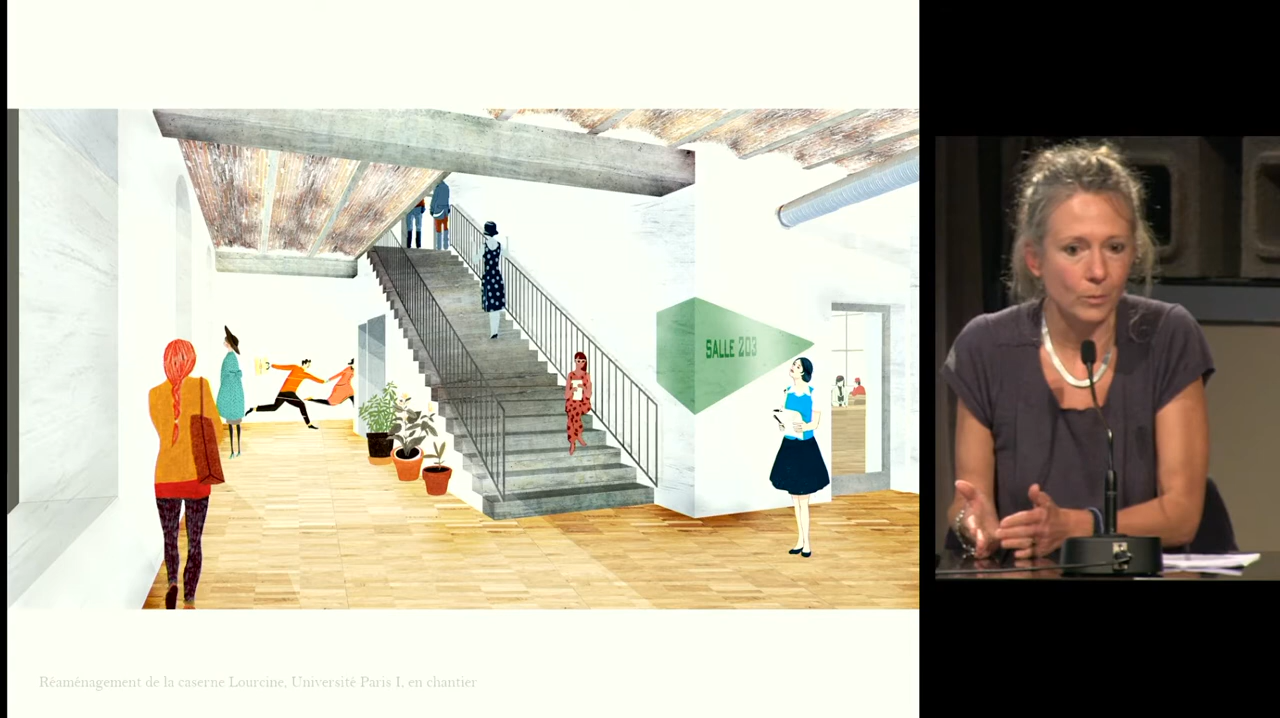 SALLE 203
Réaménagement de la caserne Lourcine, Université Paris I, en chantier